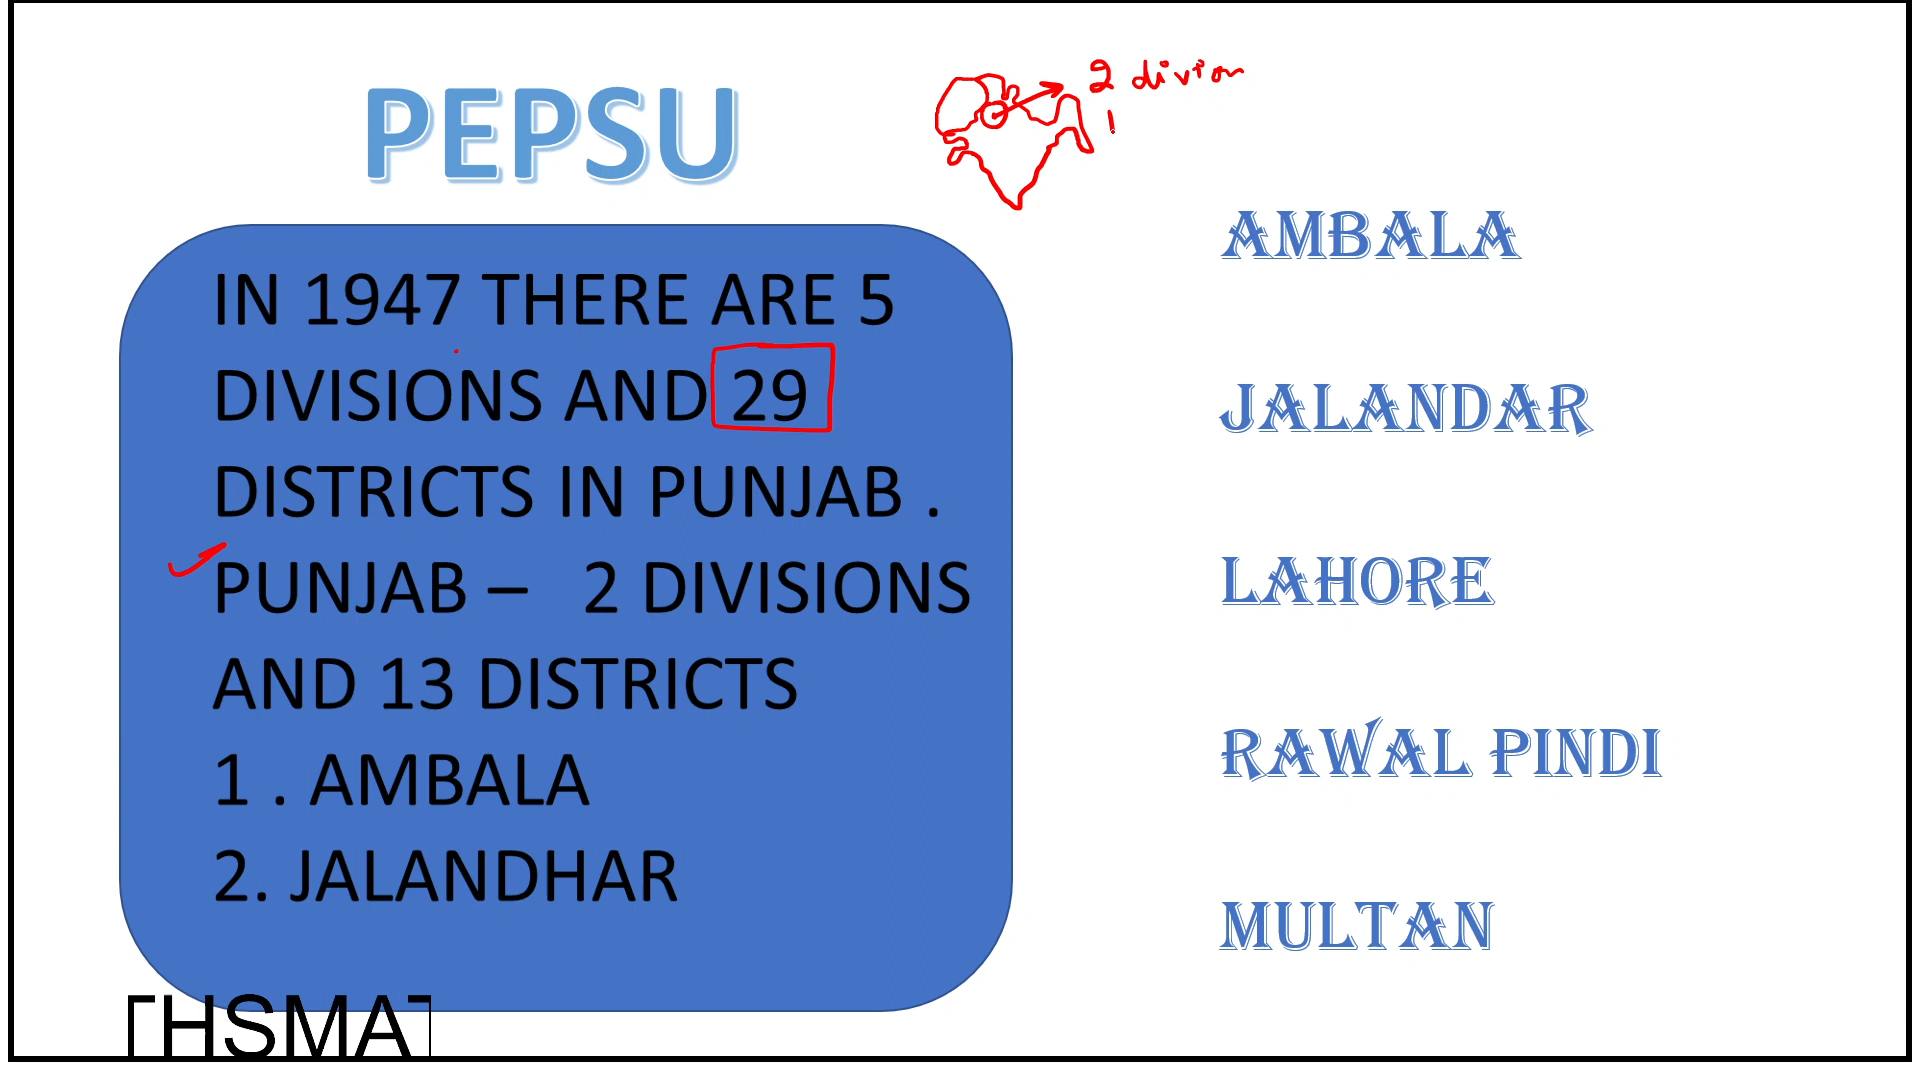 PEPSU
2 divion
1
IN 1947 THERE ARE 5
DIVISIONS AND 29
DISTRICTS IN PUNJAB .
PUNJAB – 2 DIVISIONS
AND 13 DISTRICTS
1 . AMBALA
2. JALANDHAR
AMBALA
JALANDAR
LAHORE
RAWAL PINDI
MULTAN
HSMA